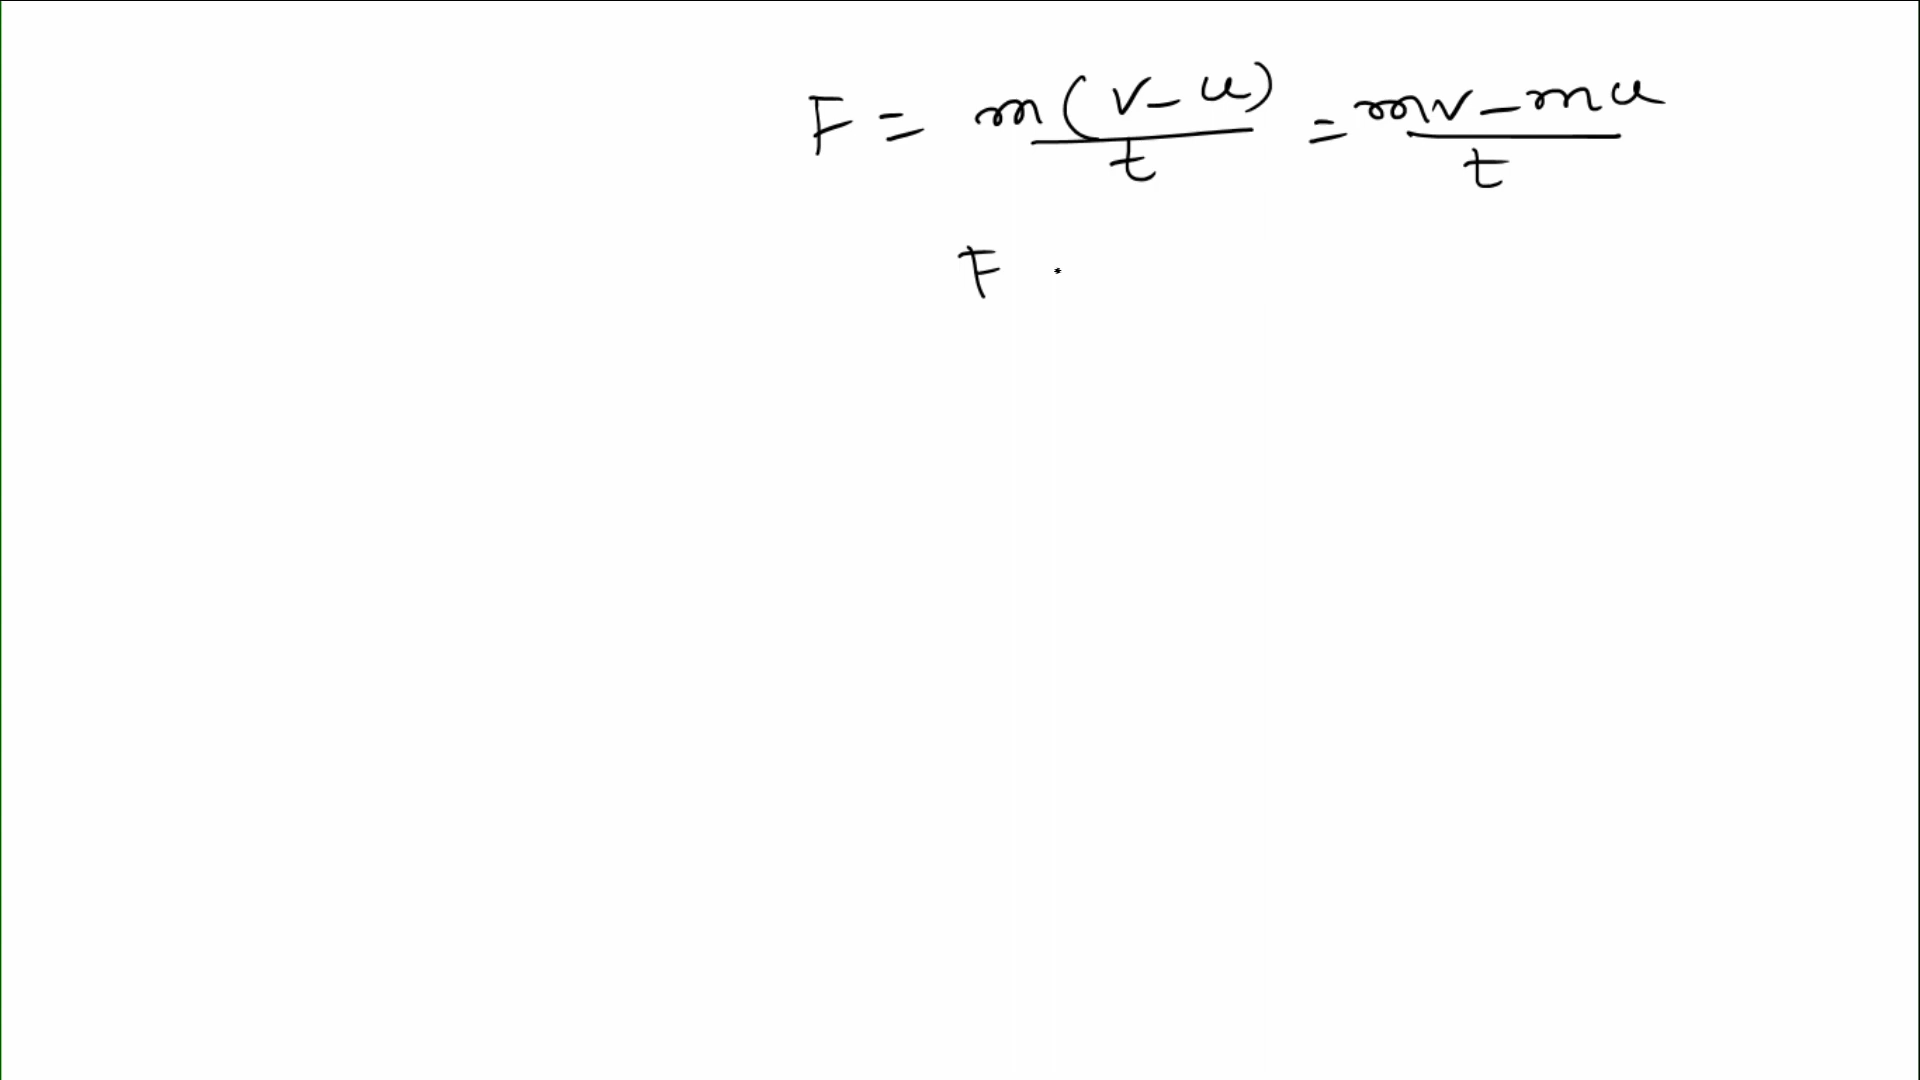 F = m(v-u)/t = mv-mu/t
F